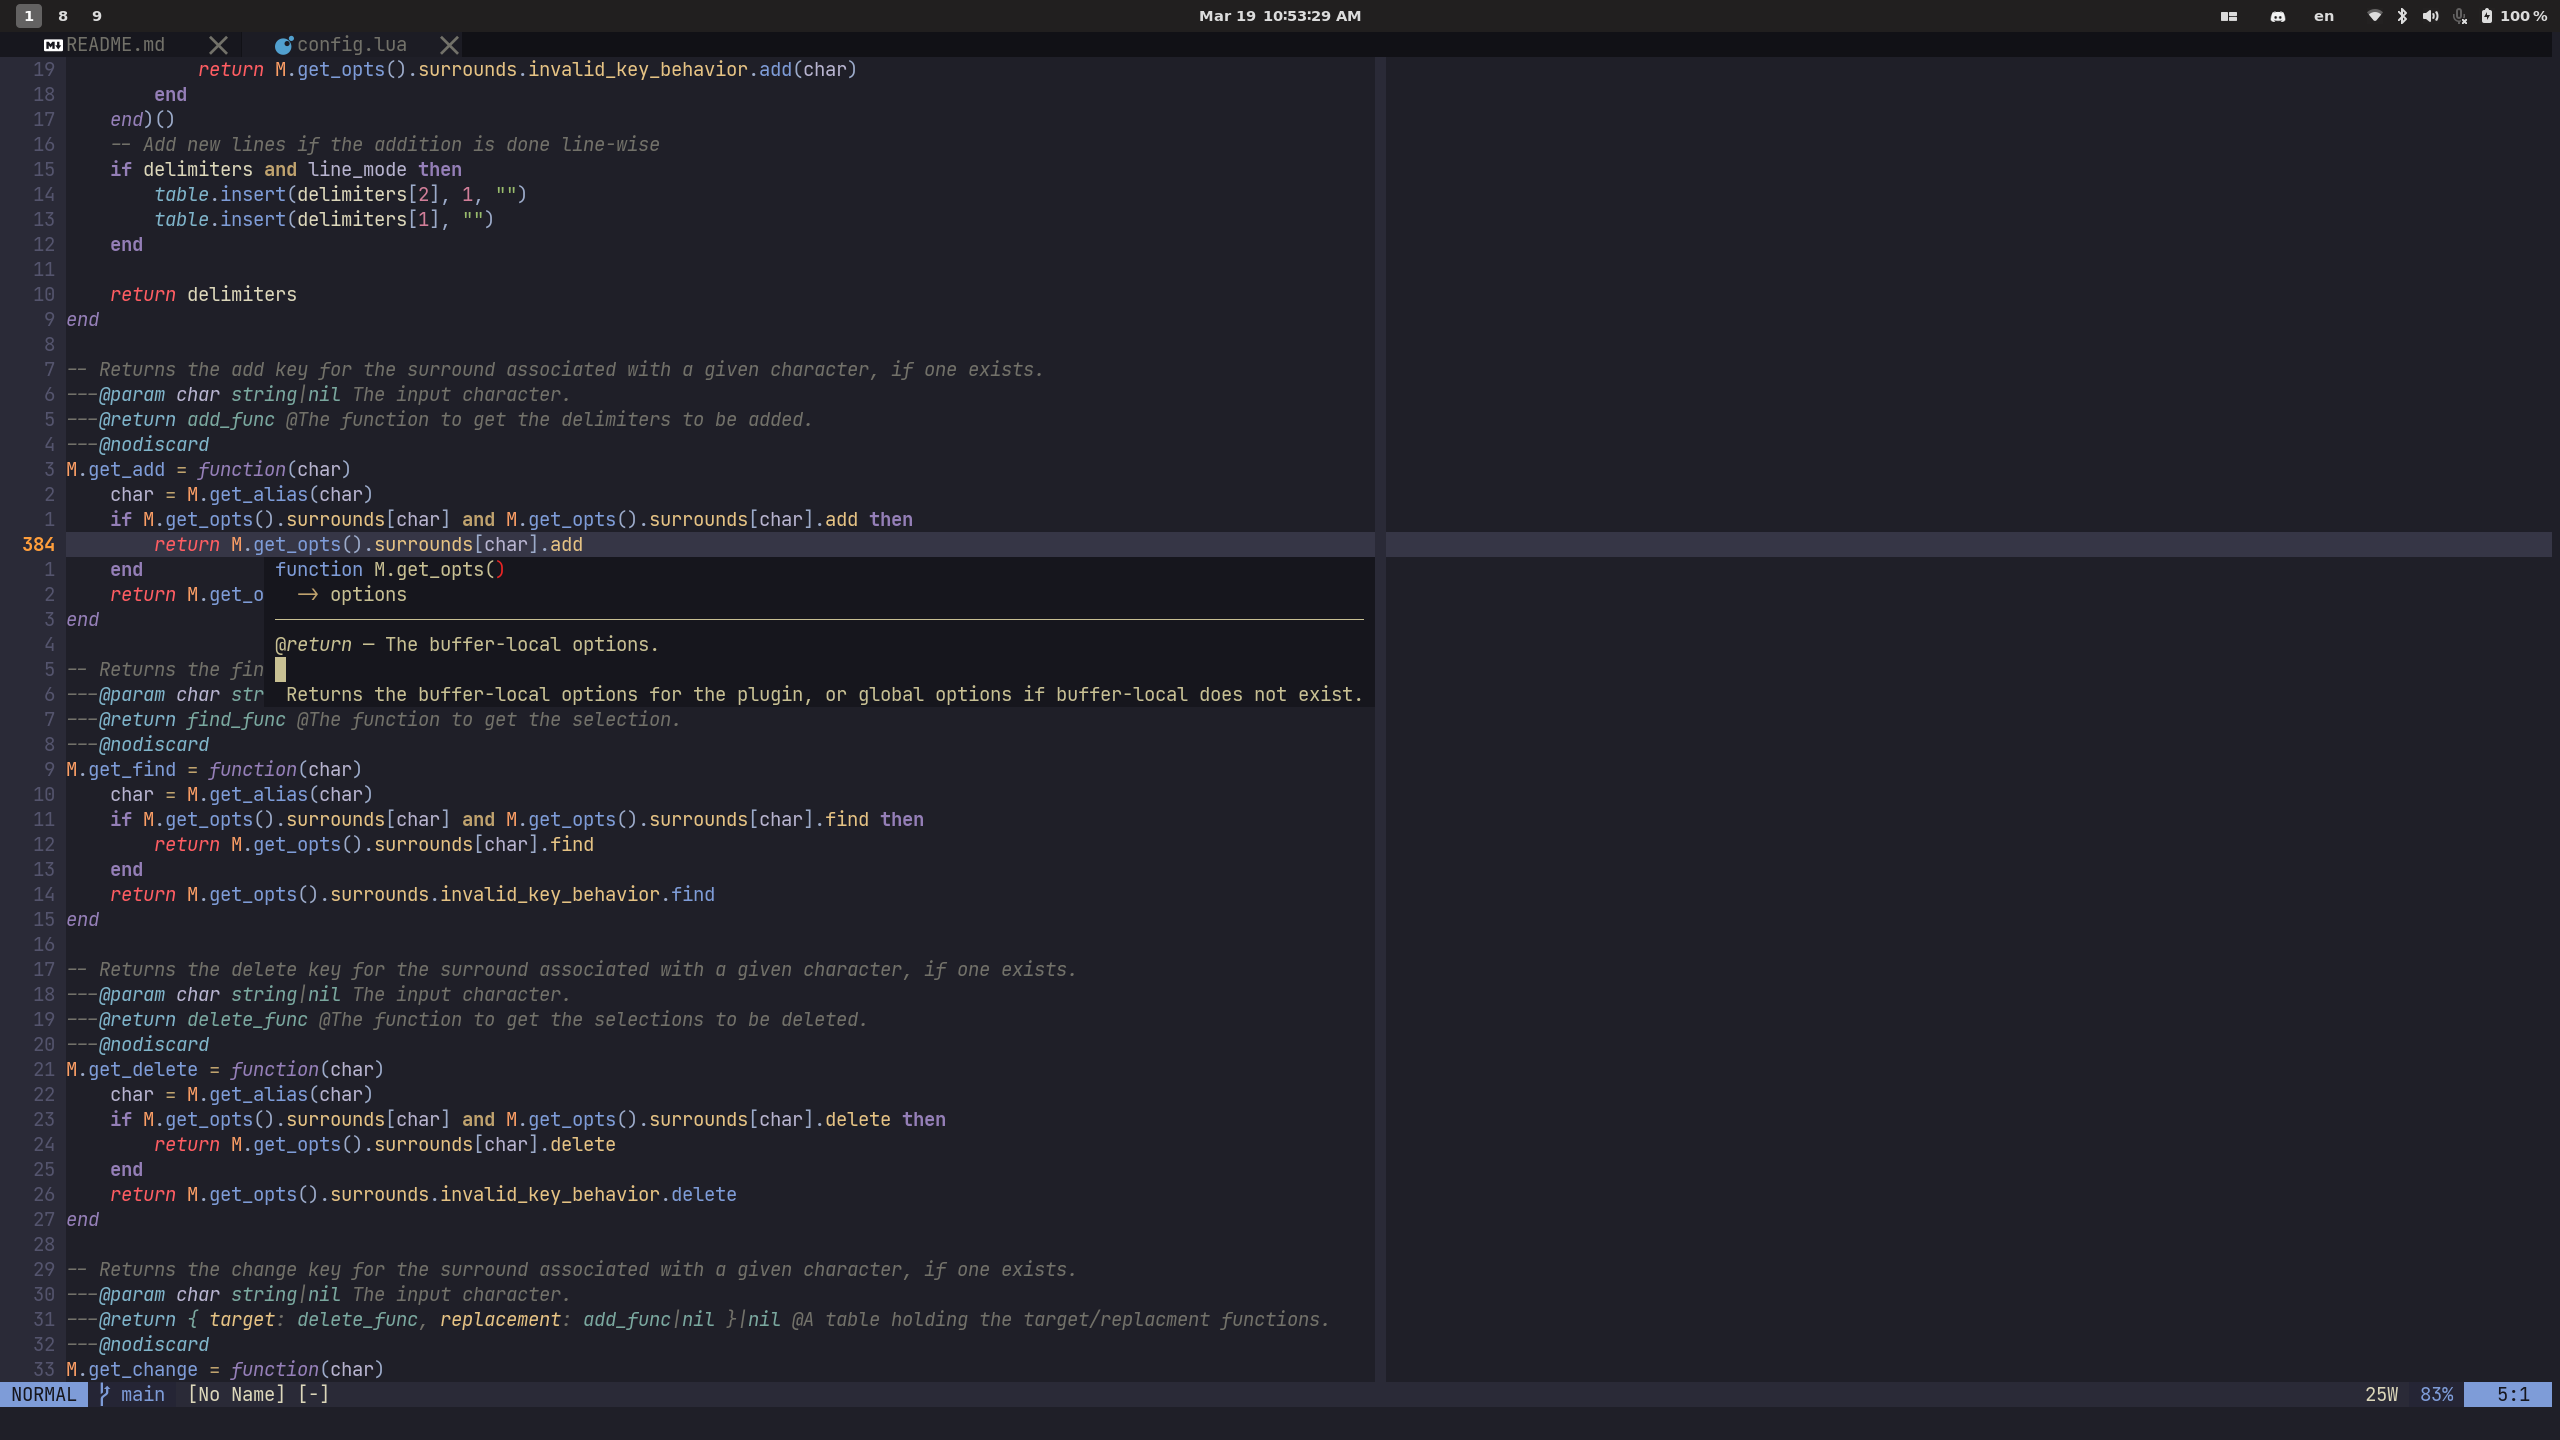 1 8 9 Mar 19 10:53:29 AM en 100 %
README.md config.lua
19             return M.get_opts().surrounds.invalid_key_behavior.add(char)
18         end
17     end)()
16     -- Add new lines if the addition is done line-wise
15     if delimiters and line_mode then
14         table.insert(delimiters[2], 1, "")
13         table.insert(delimiters[1], "")
12     end
11
10     return delimiters
9 end
8
7 -- Returns the add key for the surround associated with a given character, if one exists.
6 ---@param char string|nil The input character.
5 ---@return add_func @The function to get the delimiters to be added.
4 ---@nodiscard
3 M.get_add = function(char)
2     char = M.get_alias(char)
1     if M.get_opts().surrounds[char] and M.get_opts().surrounds[char].add then
384         return M.get_opts().surrounds[char].add
1     end function M.get_opts()
2     return M.get_o -> options
3 end
4 @return — The buffer-local options.
5 -- Returns the fin
6 ---@param char str Returns the buffer-local options for the plugin, or global options if buffer-local does not exist.
7 ---@return find_func @The function to get the selection.
8 ---@nodiscard
9 M.get_find = function(char)
10     char = M.get_alias(char)
11     if M.get_opts().surrounds[char] and M.get_opts().surrounds[char].find then
12         return M.get_opts().surrounds[char].find
13     end
14     return M.get_opts().surrounds.invalid_key_behavior.find
15 end
16
17 -- Returns the delete key for the surround associated with a given character, if one exists.
18 ---@param char string|nil The input character.
19 ---@return delete_func @The function to get the selections to be deleted.
20 ---@nodiscard
21 M.get_delete = function(char)
22     char = M.get_alias(char)
23     if M.get_opts().surrounds[char] and M.get_opts().surrounds[char].delete then
24         return M.get_opts().surrounds[char].delete
25     end
26     return M.get_opts().surrounds.invalid_key_behavior.delete
27 end
28
29 -- Returns the change key for the surround associated with a given character, if one exists.
30 ---@param char string|nil The input character.
31 ---@return { target: delete_func, replacement: add_func|nil }|nil @A table holding the target/replacment functions.
32 ---@nodiscard
33 M.get_change = function(char)
NORMAL main [No Name] [-] 25W 83% 5:1